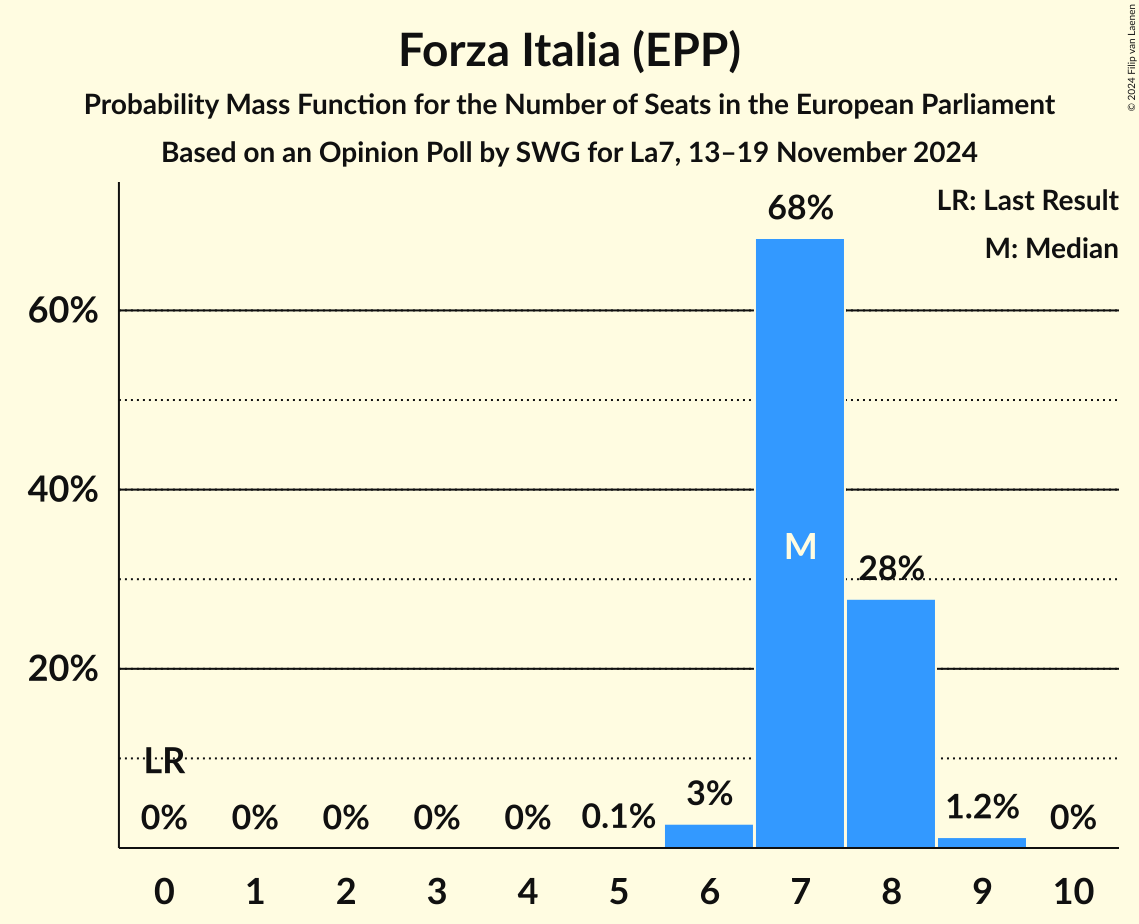 Forza Italia (EPP)
Probability Mass Function for the Number of Seats in the European Parliament
Based on an Opinion Poll by SWG for La7, 13–19 November 2024
© 2024 Filip van Laenen
LR: Last Result
M: Median
68%
60%
40%
M
28%
20%
LR
0% 0% 0% 0% 0% 0.1% 3% 1.2% 0%
0 1 2 3 4 5 6 7 8 9 10